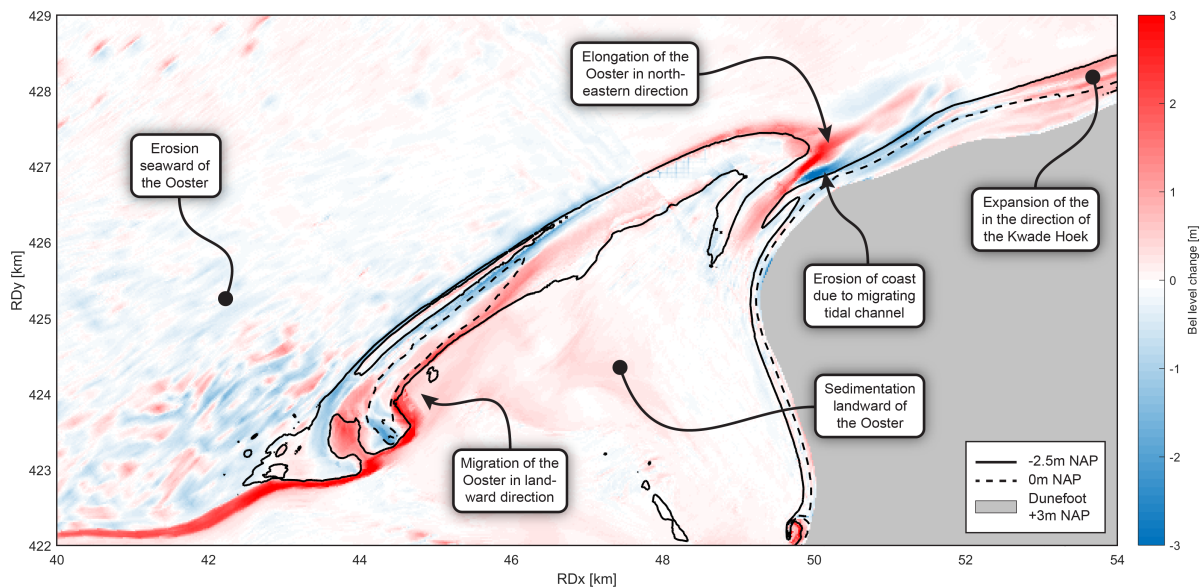 429
428
427
426
425
424
423
422
RDy [km]
40
42
44
46
48
50
52
54
RDx [km]
Elongation of the
Ooster in north-
eastern direction
Erosion
seaward of
the Ooster
Expansion of the
in the direction of
the Kwade Hoek
Erosion of coast
due to migrating
tidal channel
Sedimentation
landward of
the Ooster
Migration of the
Ooster in land-
ward direction
-2.5m NAP
0m NAP
Dunefoot
+3m NAP
3
2
1
0
-1
-2
-3
Bel level change [m]